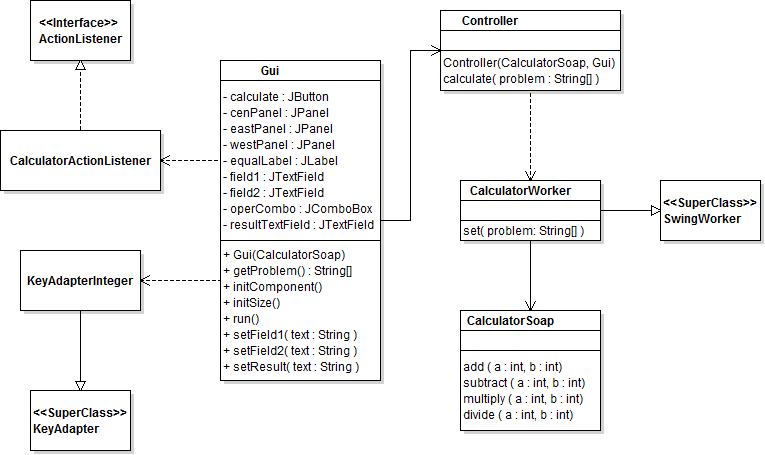 <<Interface>>
ActionListener
CalculatorActionListener
KeyAdapterInteger
<<SuperClass>>
KeyAdapter
Gui
- calculate : JButton
- cenPanel : JPanel
- eastPanel : JPanel
- westPanel : JPanel
- equalLabel : JLabel
- field1 : JTextField
- field2 : JTextField
- operCombo : JComboBox
- resultTextField : JTextField
+ Gui(CalculatorSoap)
+ getProblem() : String[]
+ initComponent()
+ initSize()
+ run()
+ setField1( text : String )
+ setField2( text : String )
+ setResult( text : String )
Controller
Controller(CalculatorSoap, Gui)
calculate( problem : String[] )
CalculatorWorker
set( problem: String[] )
<<SuperClass>>
SwingWorker
CalculatorSoap
add ( a : int, b : int)
subtract ( a : int, b : int)
multiply ( a : int, b : int)
divide ( a : int, b : int)